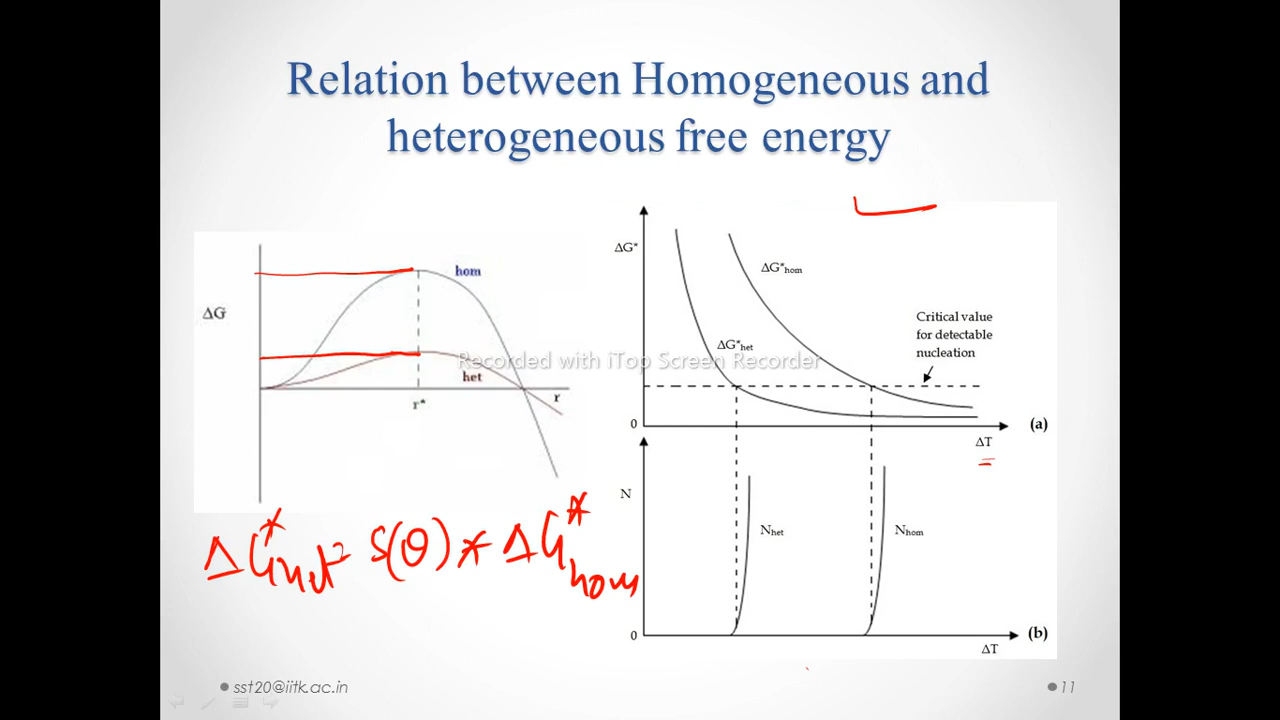 Relation between Homogeneous and
heterogeneous free energy
ΔG
hom
het
r
r*
ΔG*het = S(θ) * ΔG*hom
ΔG*
ΔG*hom
ΔG*het
Critical value
for detectable
nucleation
0
(a)
ΔT
N
Nhet
Nhom
0
(b)
ΔT
Recorded with iTop Screen Recorder
sst20@iitk.ac.in
11